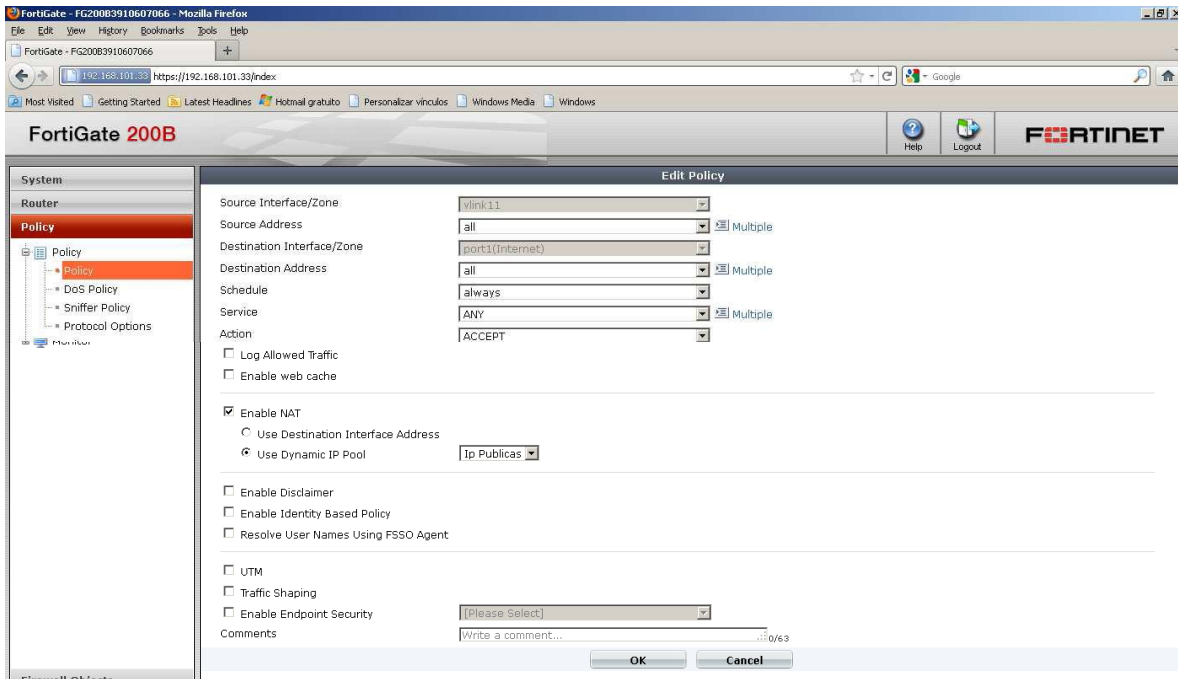 FortiGate - FG200B3910607066 - Mozilla Firefox
File Edit View History Bookmarks Tools Help
FortiGate - FG200B3910607066 +
192.168.101.33 https://192.168.101.33/index
Google
Most Visited Getting Started Latest Headlines Hotmail gratuito Personalizar vínculos Windows Media Windows
FortiGate 200B
Help Logout
FORTINET
System
Router
Policy
Policy
Policy
DoS Policy
Sniffer Policy
Protocol Options
Monitor
Edit Policy
Source Interface/Zone vlink11
Source Address all Multiple
Destination Interface/Zone port1(Internet)
Destination Address all Multiple
Schedule always
Service ANY Multiple
Action ACCEPT
Log Allowed Traffic
Enable web cache
Enable NAT
Use Destination Interface Address
Use Dynamic IP Pool Ip Publicas
Enable Disclaimer
Enable Identity Based Policy
Resolve User Names Using FSSO Agent
UTM
Traffic Shaping
Enable Endpoint Security [Please Select]
Comments Write a comment... 0/63
OK Cancel
Firewall Objects